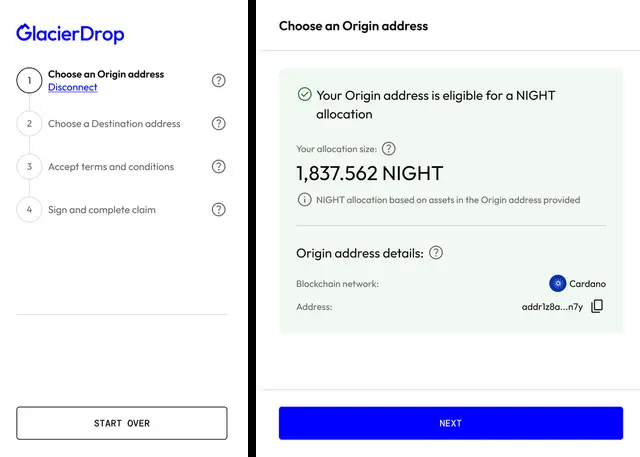 GlacierDrop
1
Choose an Origin address
Disconnect
?
2
Choose a Destination address
?
3
Accept terms and conditions
?
4
Sign and complete claim
?
START OVER
Choose an Origin address
Your Origin address is eligible for a NIGHT
allocation
Your allocation size: ?
1,837.562 NIGHT
i NIGHT allocation based on assets in the Origin address provided
Origin address details: ?
Blockchain network: Cardano
Address: addr1z8a...n7y
NEXT